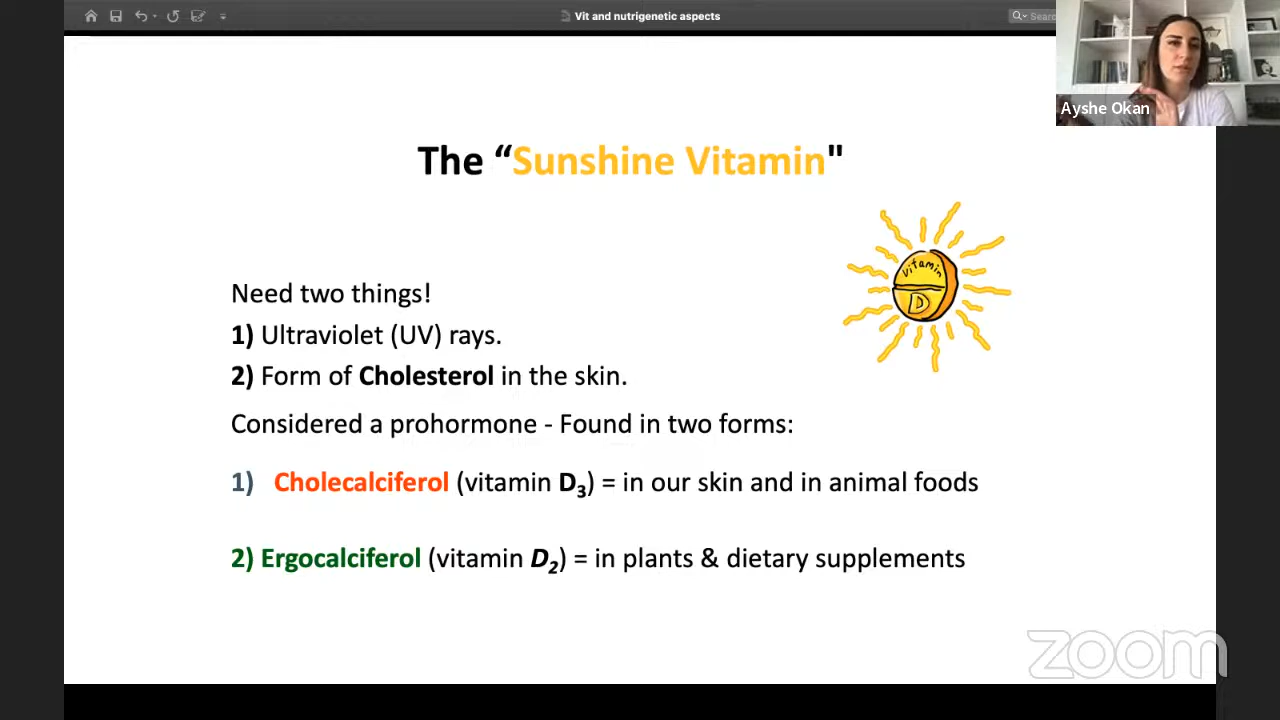 Vit and nutrigenetic aspects
Sear
Ayshe Okan
The “Sunshine Vitamin"
vitamin
D
Need two things!
1) Ultraviolet (UV) rays.
2) Form of Cholesterol in the skin.
Considered a prohormone - Found in two forms:
1) Cholecalciferol (vitamin D3) = in our skin and in animal foods
2) Ergocalciferol (vitamin D2) = in plants & dietary supplements
zoom